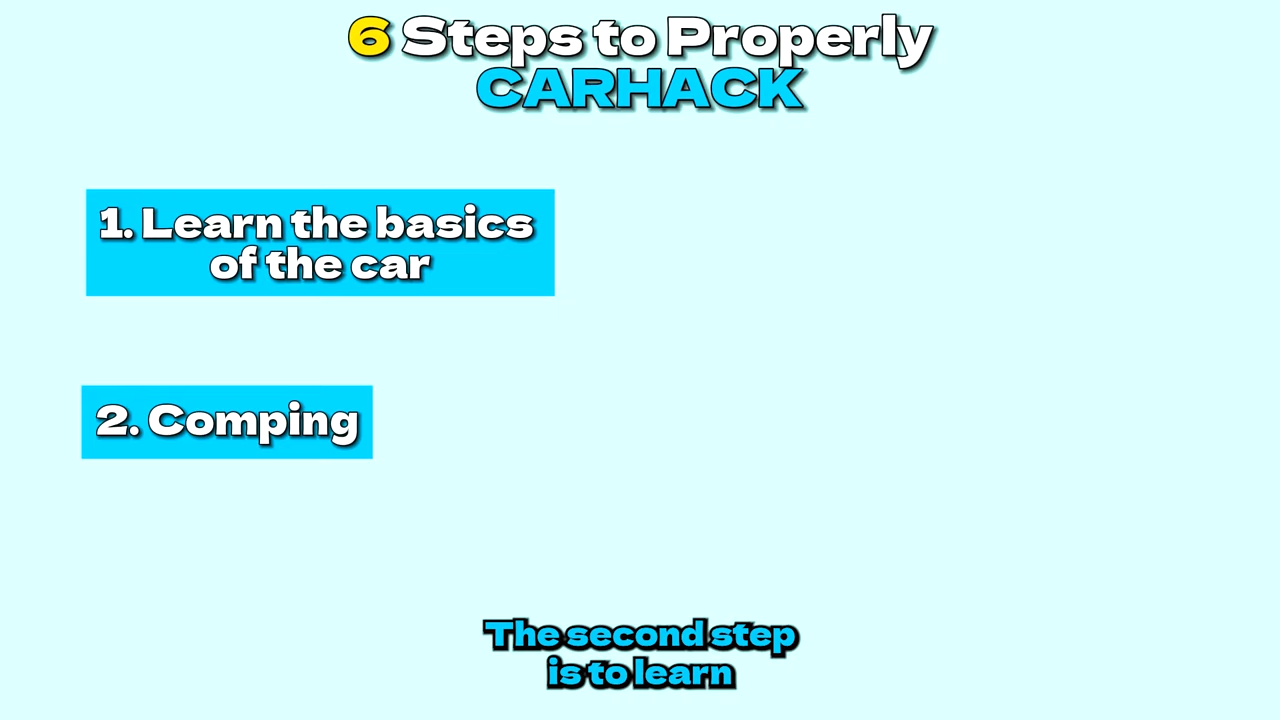 6 Steps to Properly
CARHACK
1. Learn the basics
of the car
2. Comping
The second step
is to learn